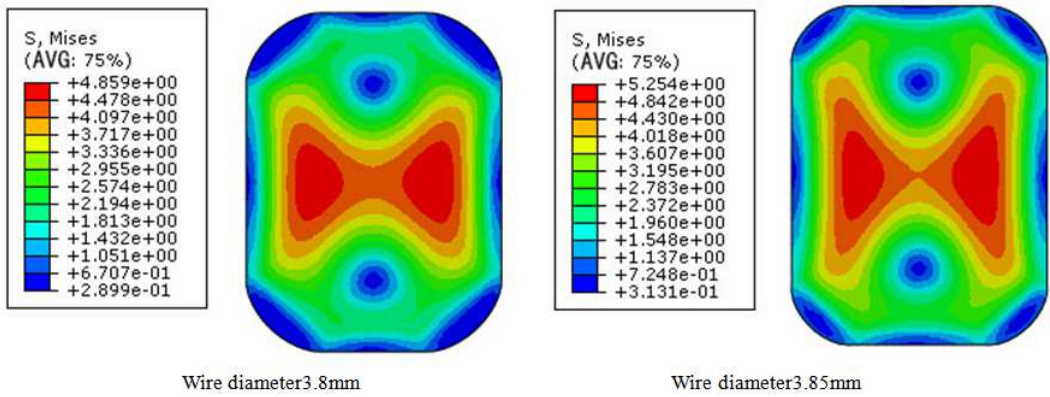 S, Mises
(AVG: 75%)
+4.859e+00
+4.478e+00
+4.097e+00
+3.717e+00
+3.336e+00
+2.955e+00
+2.574e+00
+2.194e+00
+1.813e+00
+1.432e+00
+1.051e+00
+6.707e-01
+2.899e-01
S, Mises
(AVG: 75%)
+5.254e+00
+4.842e+00
+4.430e+00
+4.018e+00
+3.607e+00
+3.195e+00
+2.783e+00
+2.372e+00
+1.960e+00
+1.548e+00
+1.137e+00
+7.248e-01
+3.131e-01
Wire diameter3.8mm
Wire diameter3.85mm